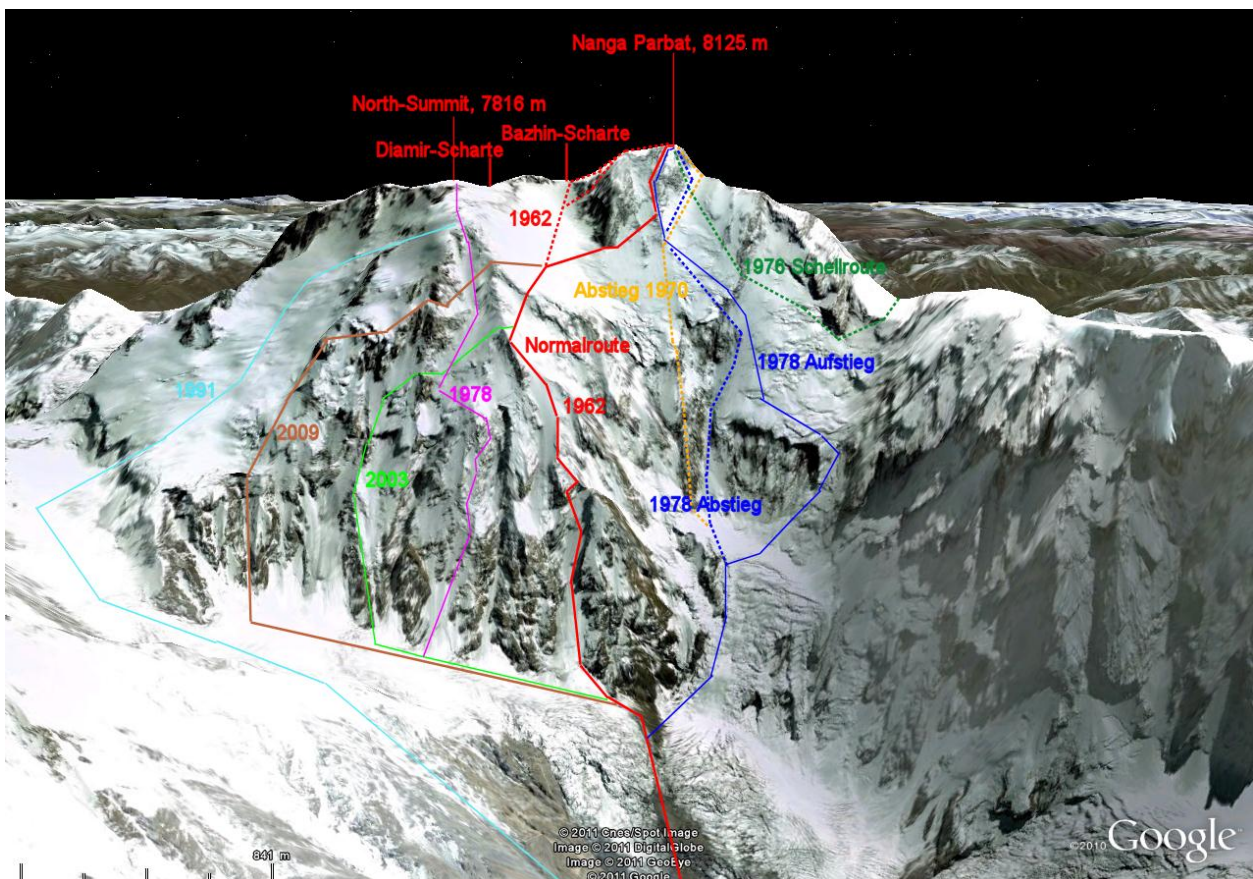 Nanga Parbat, 8125 m
North-Summit, 7816 m
Bazhin-Scharte
Diamir-Scharte
1962
1976 Schellroute
Abstieg 1970
Normalroute
1978 Aufstieg
1991
1978
1962
2009
2003
1978 Abstieg
© 2011 Cnes/Spot Image
Image © 2011 DigitalGlobe
Image © 2011 GeoEye
© 2011 Google
©2010 Google
841 m